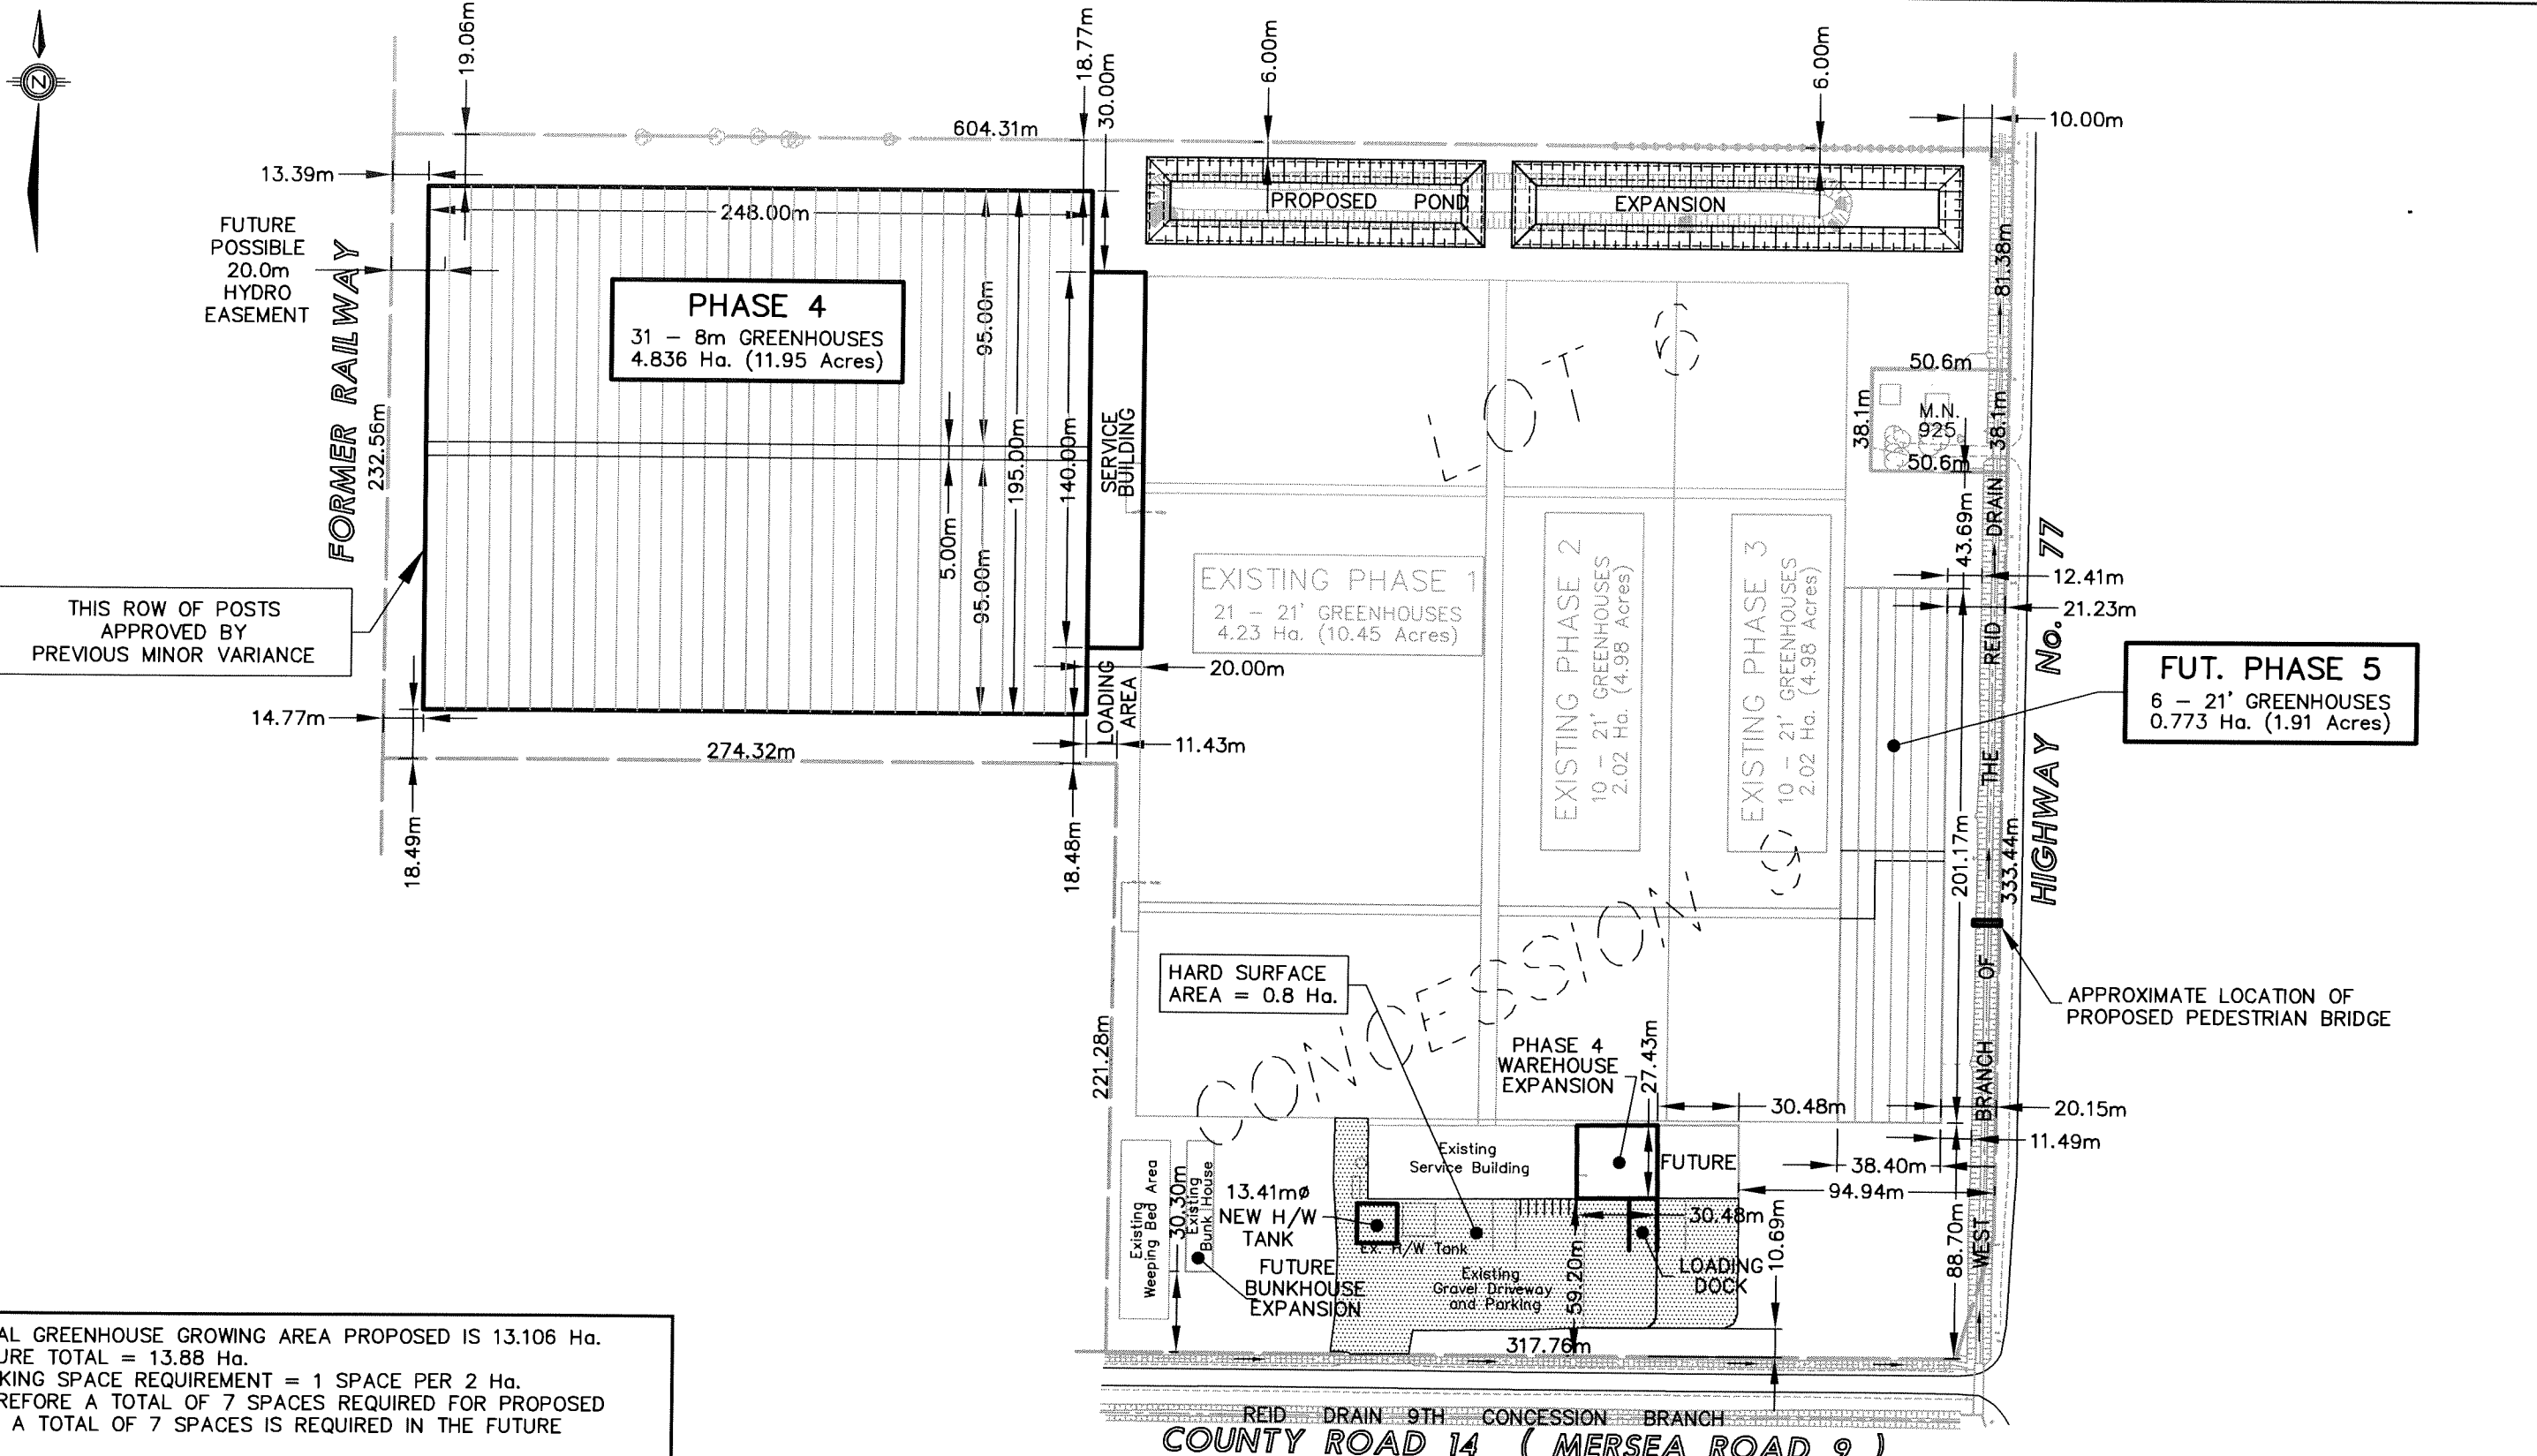 N
19.06m
18.77m
30.00m
6.00m
6.00m
10.00m
604.31m
13.39m
248.00m
FUTURE
POSSIBLE
20.0m
HYDRO
EASEMENT
FORMER RAILWAY
232.56m
PHASE 4
31 - 8m GREENHOUSES
4.836 Ha. (11.95 Acres)
95.00m
195.00m
140.00m
5.00m
95.00m
SERVICE
BUILDING
PROPOSED POND EXPANSION
LOT 6
81.38m
50.6m
38.1m
M.N.
925
38.1m
50.6m
43.69m
12.41m
21.23m
HIGHWAY No. 77
THIS ROW OF POSTS
APPROVED BY
PREVIOUS MINOR VARIANCE
EXISTING PHASE 1
21 - 21' GREENHOUSES
4.23 Ha. (10.45 Acres)
EXISTING PHASE 2
10 - 21' GREENHOUSES
2.02 Ha. (4.98 Acres)
EXISTING PHASE 3
10 - 21' GREENHOUSES
2.02 Ha. (4.98 Acres)
FUT. PHASE 5
6 - 21' GREENHOUSES
0.773 Ha. (1.91 Acres)
20.00m
LOADING
AREA
14.77m
11.43m
274.32m
18.49m
18.48m
201.17m
333.44m
WEST BRANCH OF THE REID DRAIN
CONCESSION 9
HARD SURFACE
AREA = 0.8 Ha.
221.28m
PHASE 4
WAREHOUSE
EXPANSION
27.43m
APPROXIMATE LOCATION OF
PROPOSED PEDESTRIAN BRIDGE
30.48m
20.15m
11.49m
38.40m
94.94m
Existing
Service Building
FUTURE
Existing
Weeping Bed Area
30.30m
Existing
Bunk House
13.41mø
NEW H/W
TANK
Ex. H/W Tank
30.48m
10.69m
88.70m
FUTURE
BUNKHOUSE
EXPANSION
Existing
Gravel Driveway
and Parking
59.20m
LOADING
DOCK
317.76m
AL GREENHOUSE GROWING AREA PROPOSED IS 13.106 Ha.
URE TOTAL = 13.88 Ha.
KING SPACE REQUIREMENT = 1 SPACE PER 2 Ha.
REFORE A TOTAL OF 7 SPACES REQUIRED FOR PROPOSED
A TOTAL OF 7 SPACES IS REQUIRED IN THE FUTURE
REID DRAIN 9TH CONCESSION BRANCH
COUNTY ROAD 14 ( MERSEA ROAD 9 )